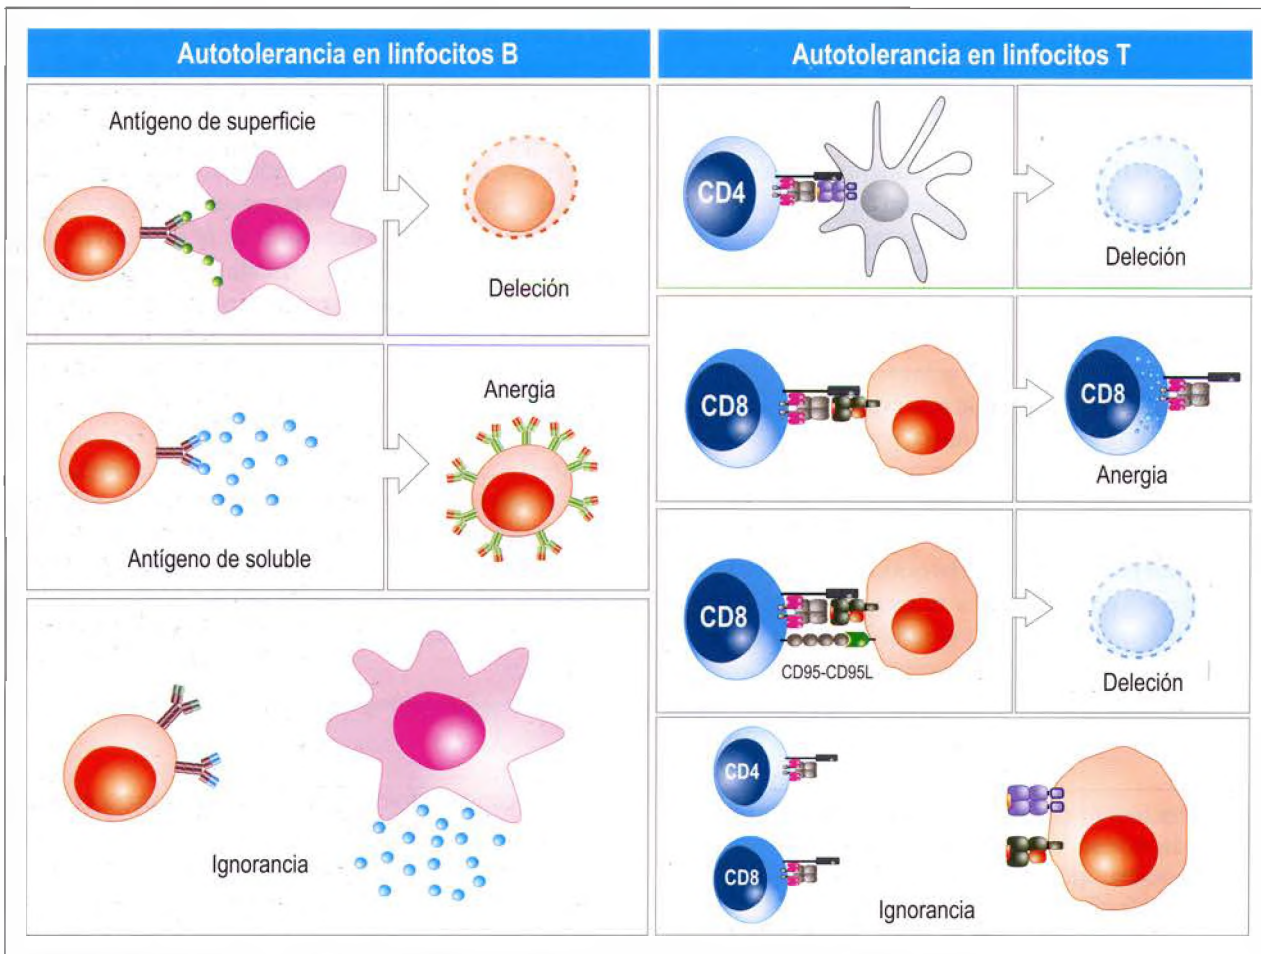 Autotolerancia en linfocitos B
Antígeno de superficie
Deleción
Anergia
Antígeno de soluble
Ignorancia
Autotolerancia en linfocitos T
CD4
Deleción
CD8
CD8
Anergia
CD8
CD95-CD95L
Deleción
CD4
CD8
Ignorancia